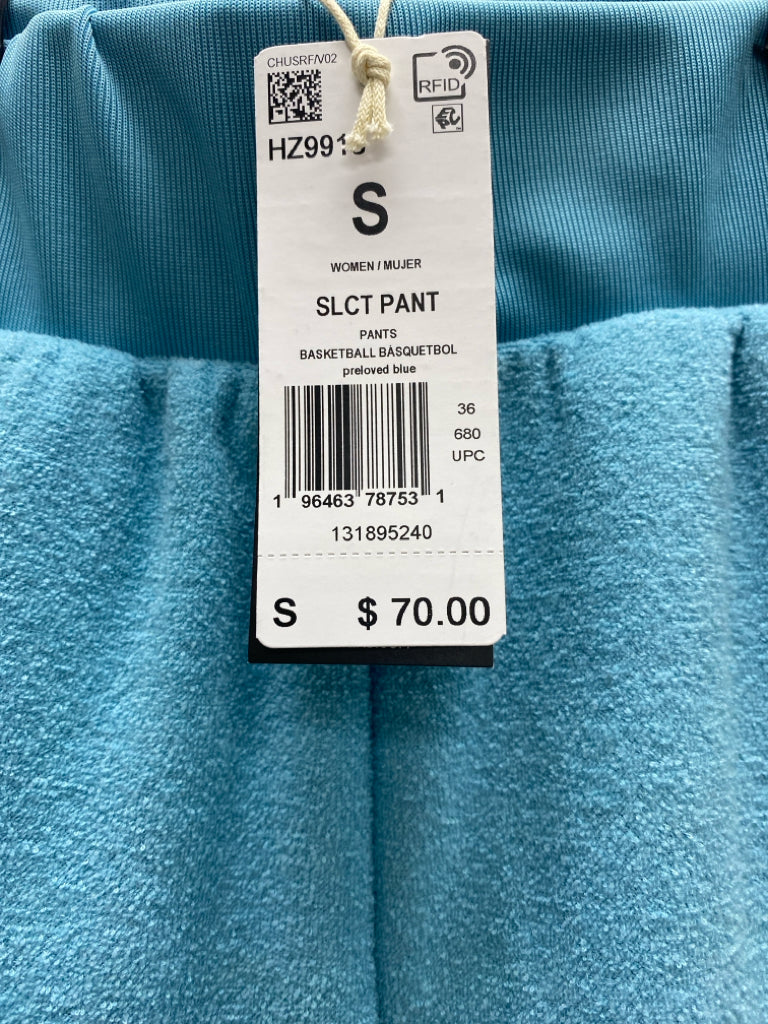 CHUSRF/V02
RFID
S
WOMEN / MUJER
SLCT PANT
PANTS
BASKETBALL BÁSQUETBOL
preloved blue
36
680
UPC
1 96463 78753 1
131895240
S $ 70.00